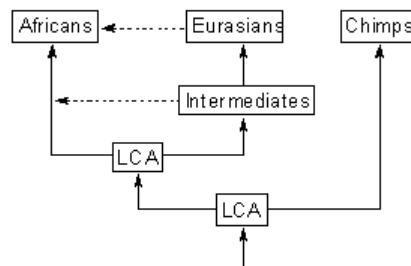 Africans
Eurasians
Chimps
Intermediates
LCA
LCA